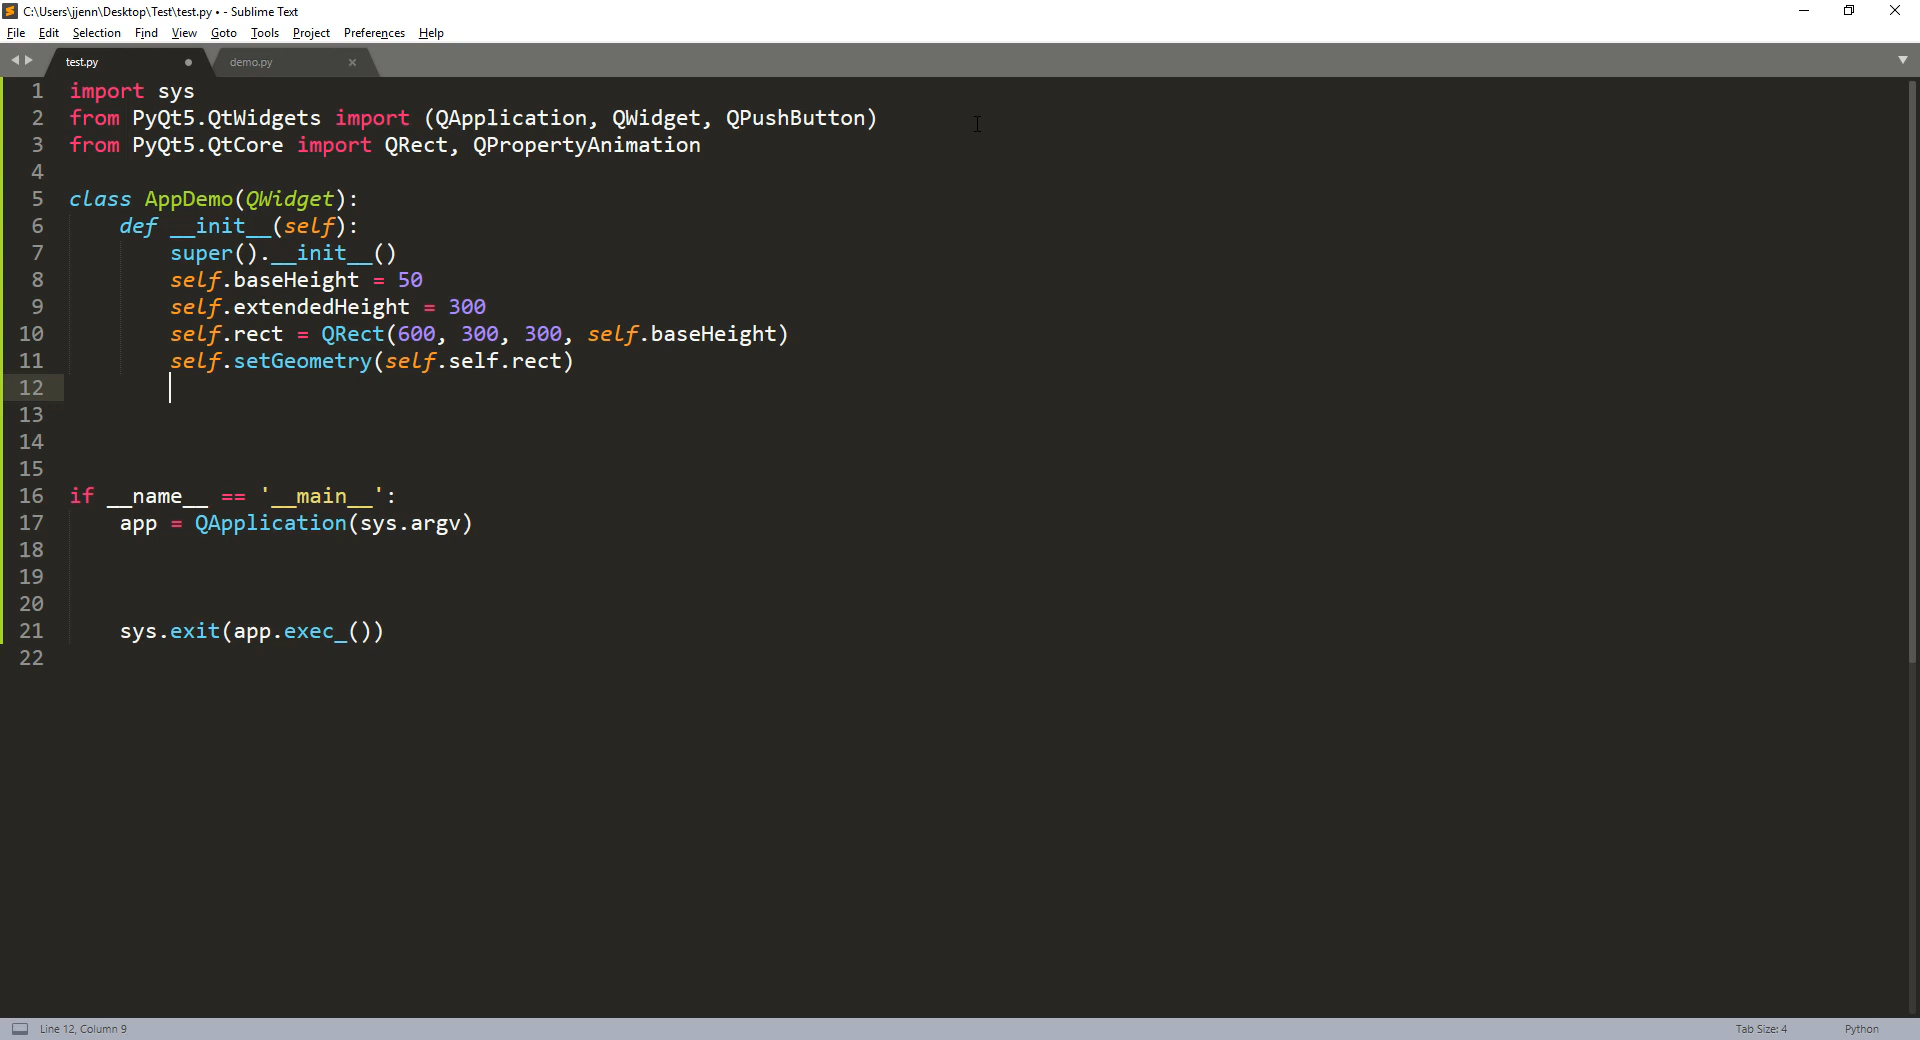 C:\Users\jjenn\Desktop\Test\test.py • - Sublime Text
File Edit Selection Find View Goto Tools Project Preferences Help
test.py demo.py
1 import sys
2 from PyQt5.QtWidgets import (QApplication, QWidget, QPushButton)
3 from PyQt5.QtCore import QRect, QPropertyAnimation
4
5 class AppDemo(QWidget):
6     def __init__(self):
7         super().__init__()
8         self.baseHeight = 50
9         self.extendedHeight = 300
10         self.rect = QRect(600, 300, 300, self.baseHeight)
11         self.setGeometry(self.self.rect)
12
13
14
15
16 if __name__ == '__main__':
17     app = QApplication(sys.argv)
18
19
20
21     sys.exit(app.exec_())
22
Line 12, Column 9 Tab Size: 4 Python